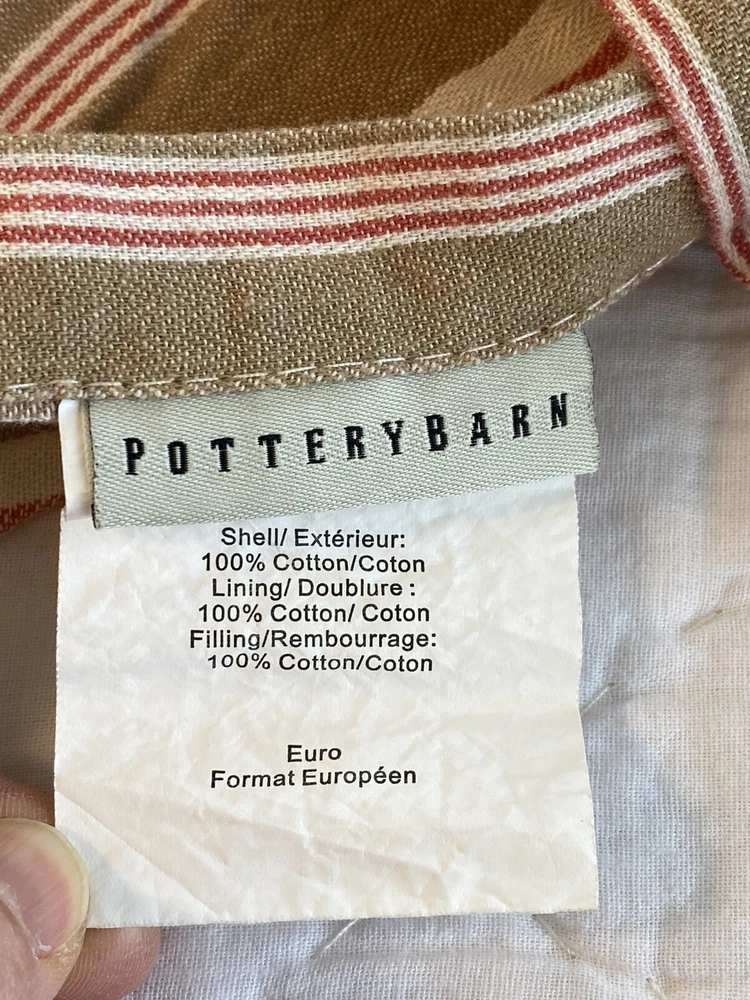 POTTERYBARN
Shell/ Extérieur:
100% Cotton/Coton
Lining/ Doublure :
100% Cotton/ Coton
Filling/Rembourrage:
100% Cotton/Coton
Euro
Format Européen